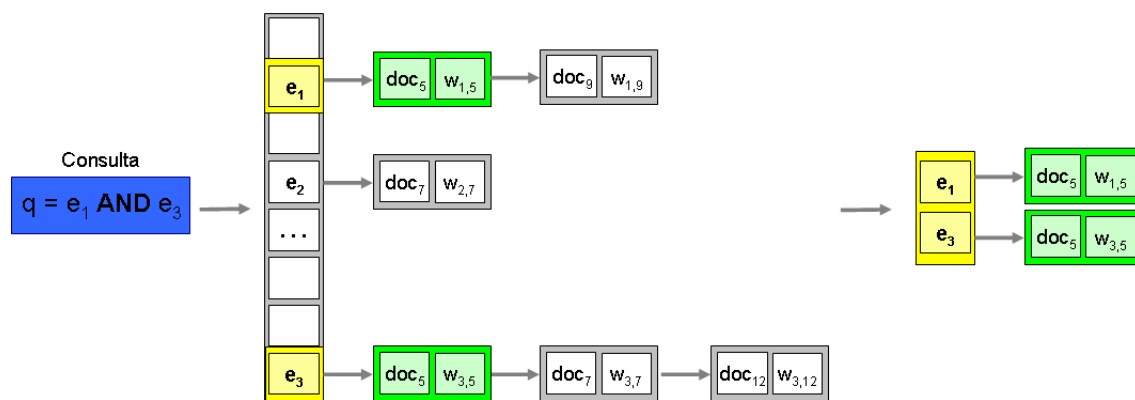 e₁ doc₅ w₁,₅ doc₉ w₁,₉
Consulta
q = e₁ AND e₃
e₂ doc₇ w₂,₇
...
e₃ doc₅ w₃,₅ doc₇ w₃,₇ doc₁₂ w₃,₁₂
e₁ doc₅ w₁,₅
e₃ doc₅ w₃,₅